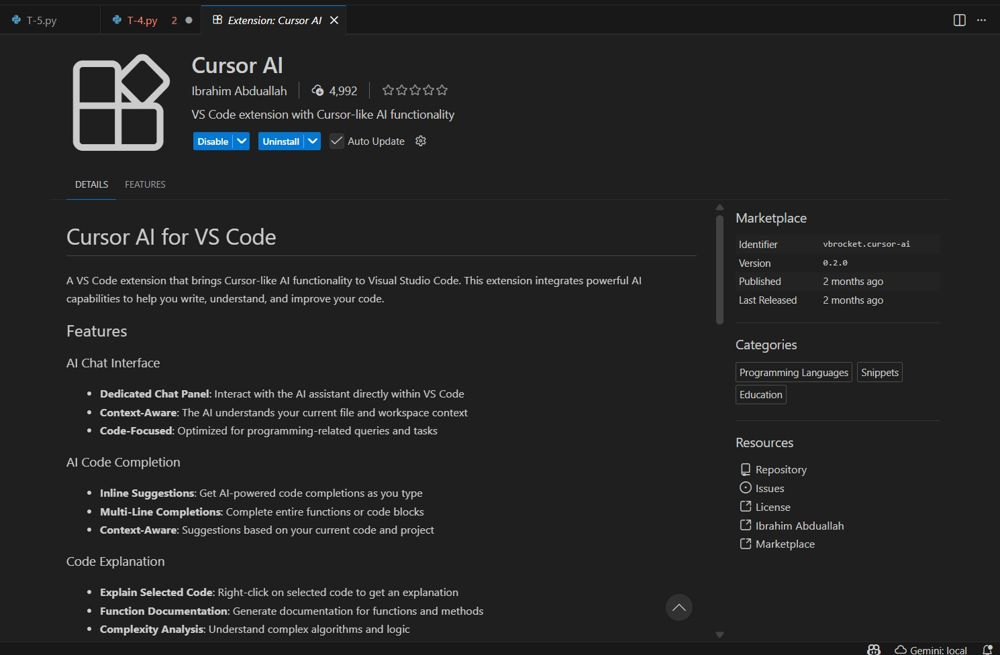 T-5.py
T-4.py 2
Extension: Cursor AI
Cursor AI
Ibrahim Abduallah 4,992
VS Code extension with Cursor-like AI functionality
Disable Uninstall Auto Update
DETAILS FEATURES
Cursor AI for VS Code
A VS Code extension that brings Cursor-like AI functionality to Visual Studio Code. This extension integrates powerful AI
capabilities to help you write, understand, and improve your code.
Features
AI Chat Interface
Dedicated Chat Panel: Interact with the AI assistant directly within VS Code
Context-Aware: The AI understands your current file and workspace context
Code-Focused: Optimized for programming-related queries and tasks
AI Code Completion
Inline Suggestions: Get AI-powered code completions as you type
Multi-Line Completions: Complete entire functions or code blocks
Context-Aware: Suggestions based on your current code and project
Code Explanation
Explain Selected Code: Right-click on selected code to get an explanation
Function Documentation: Generate documentation for functions and methods
Complexity Analysis: Understand complex algorithms and logic
Marketplace
Identifier vbrocket.cursor-ai
Version 0.2.0
Published 2 months ago
Last Released 2 months ago
Categories
Programming Languages Snippets
Education
Resources
Repository
Issues
License
Ibrahim Abduallah
Marketplace
Gemini: local